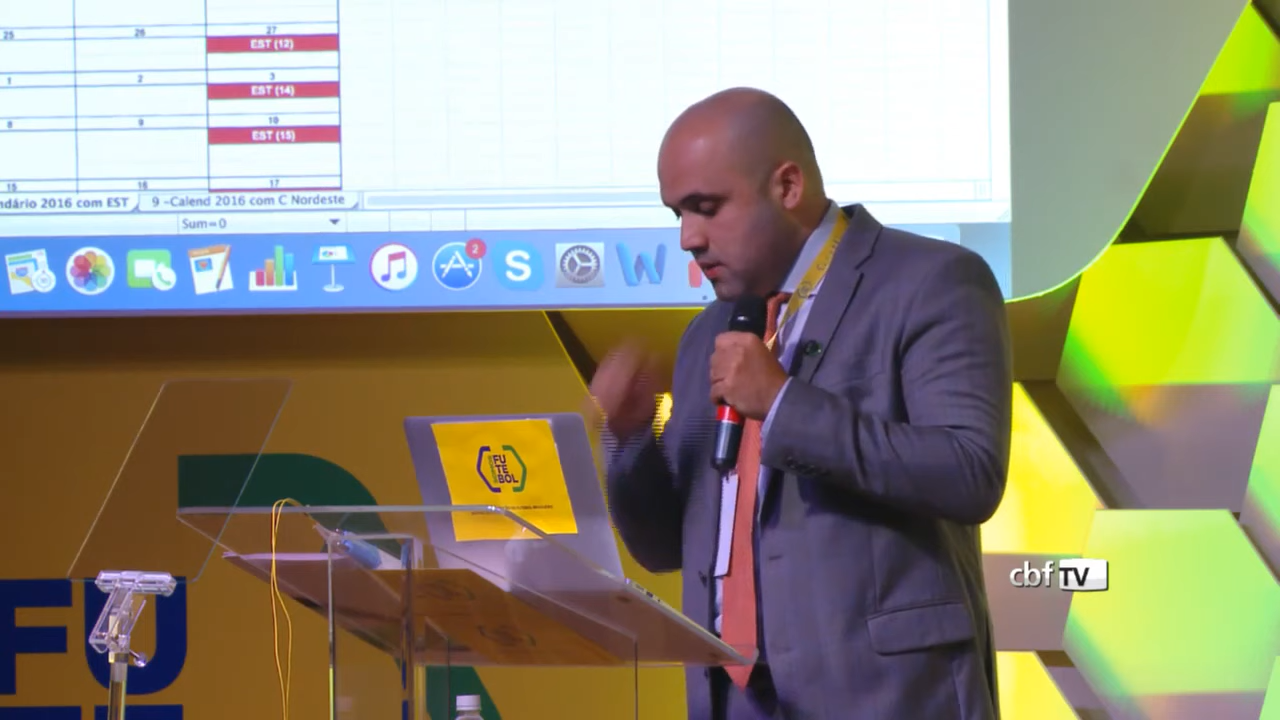 25 26 27
EST (12)
1 2 3
EST (14)
8 9 10
EST (15)
15 16 17
ndário 2016 com EST 9 -Calend 2016 com C Nordeste
Sum=0
2
S
W
FU
TE
BOL
cbf TV
FU